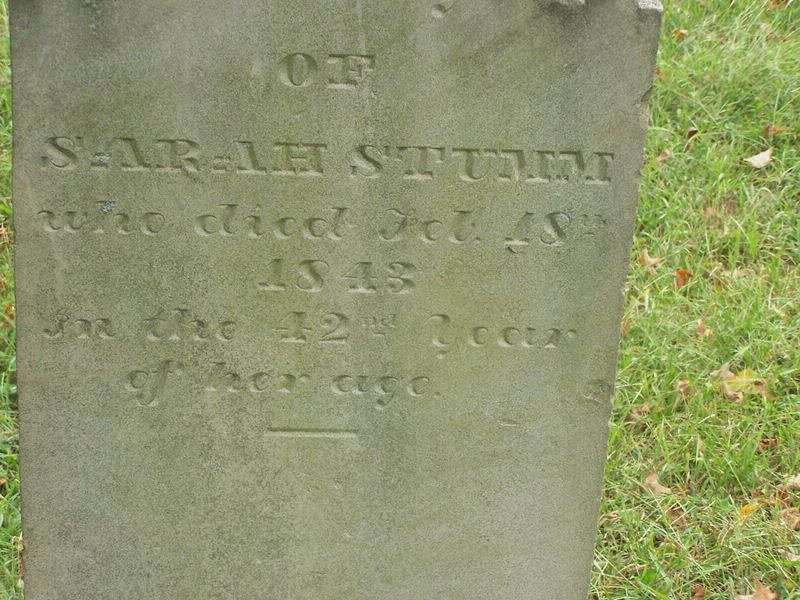 OF
SARAH STUMM
who died Feb. 18th
1843
In the 42nd Year
of her age.